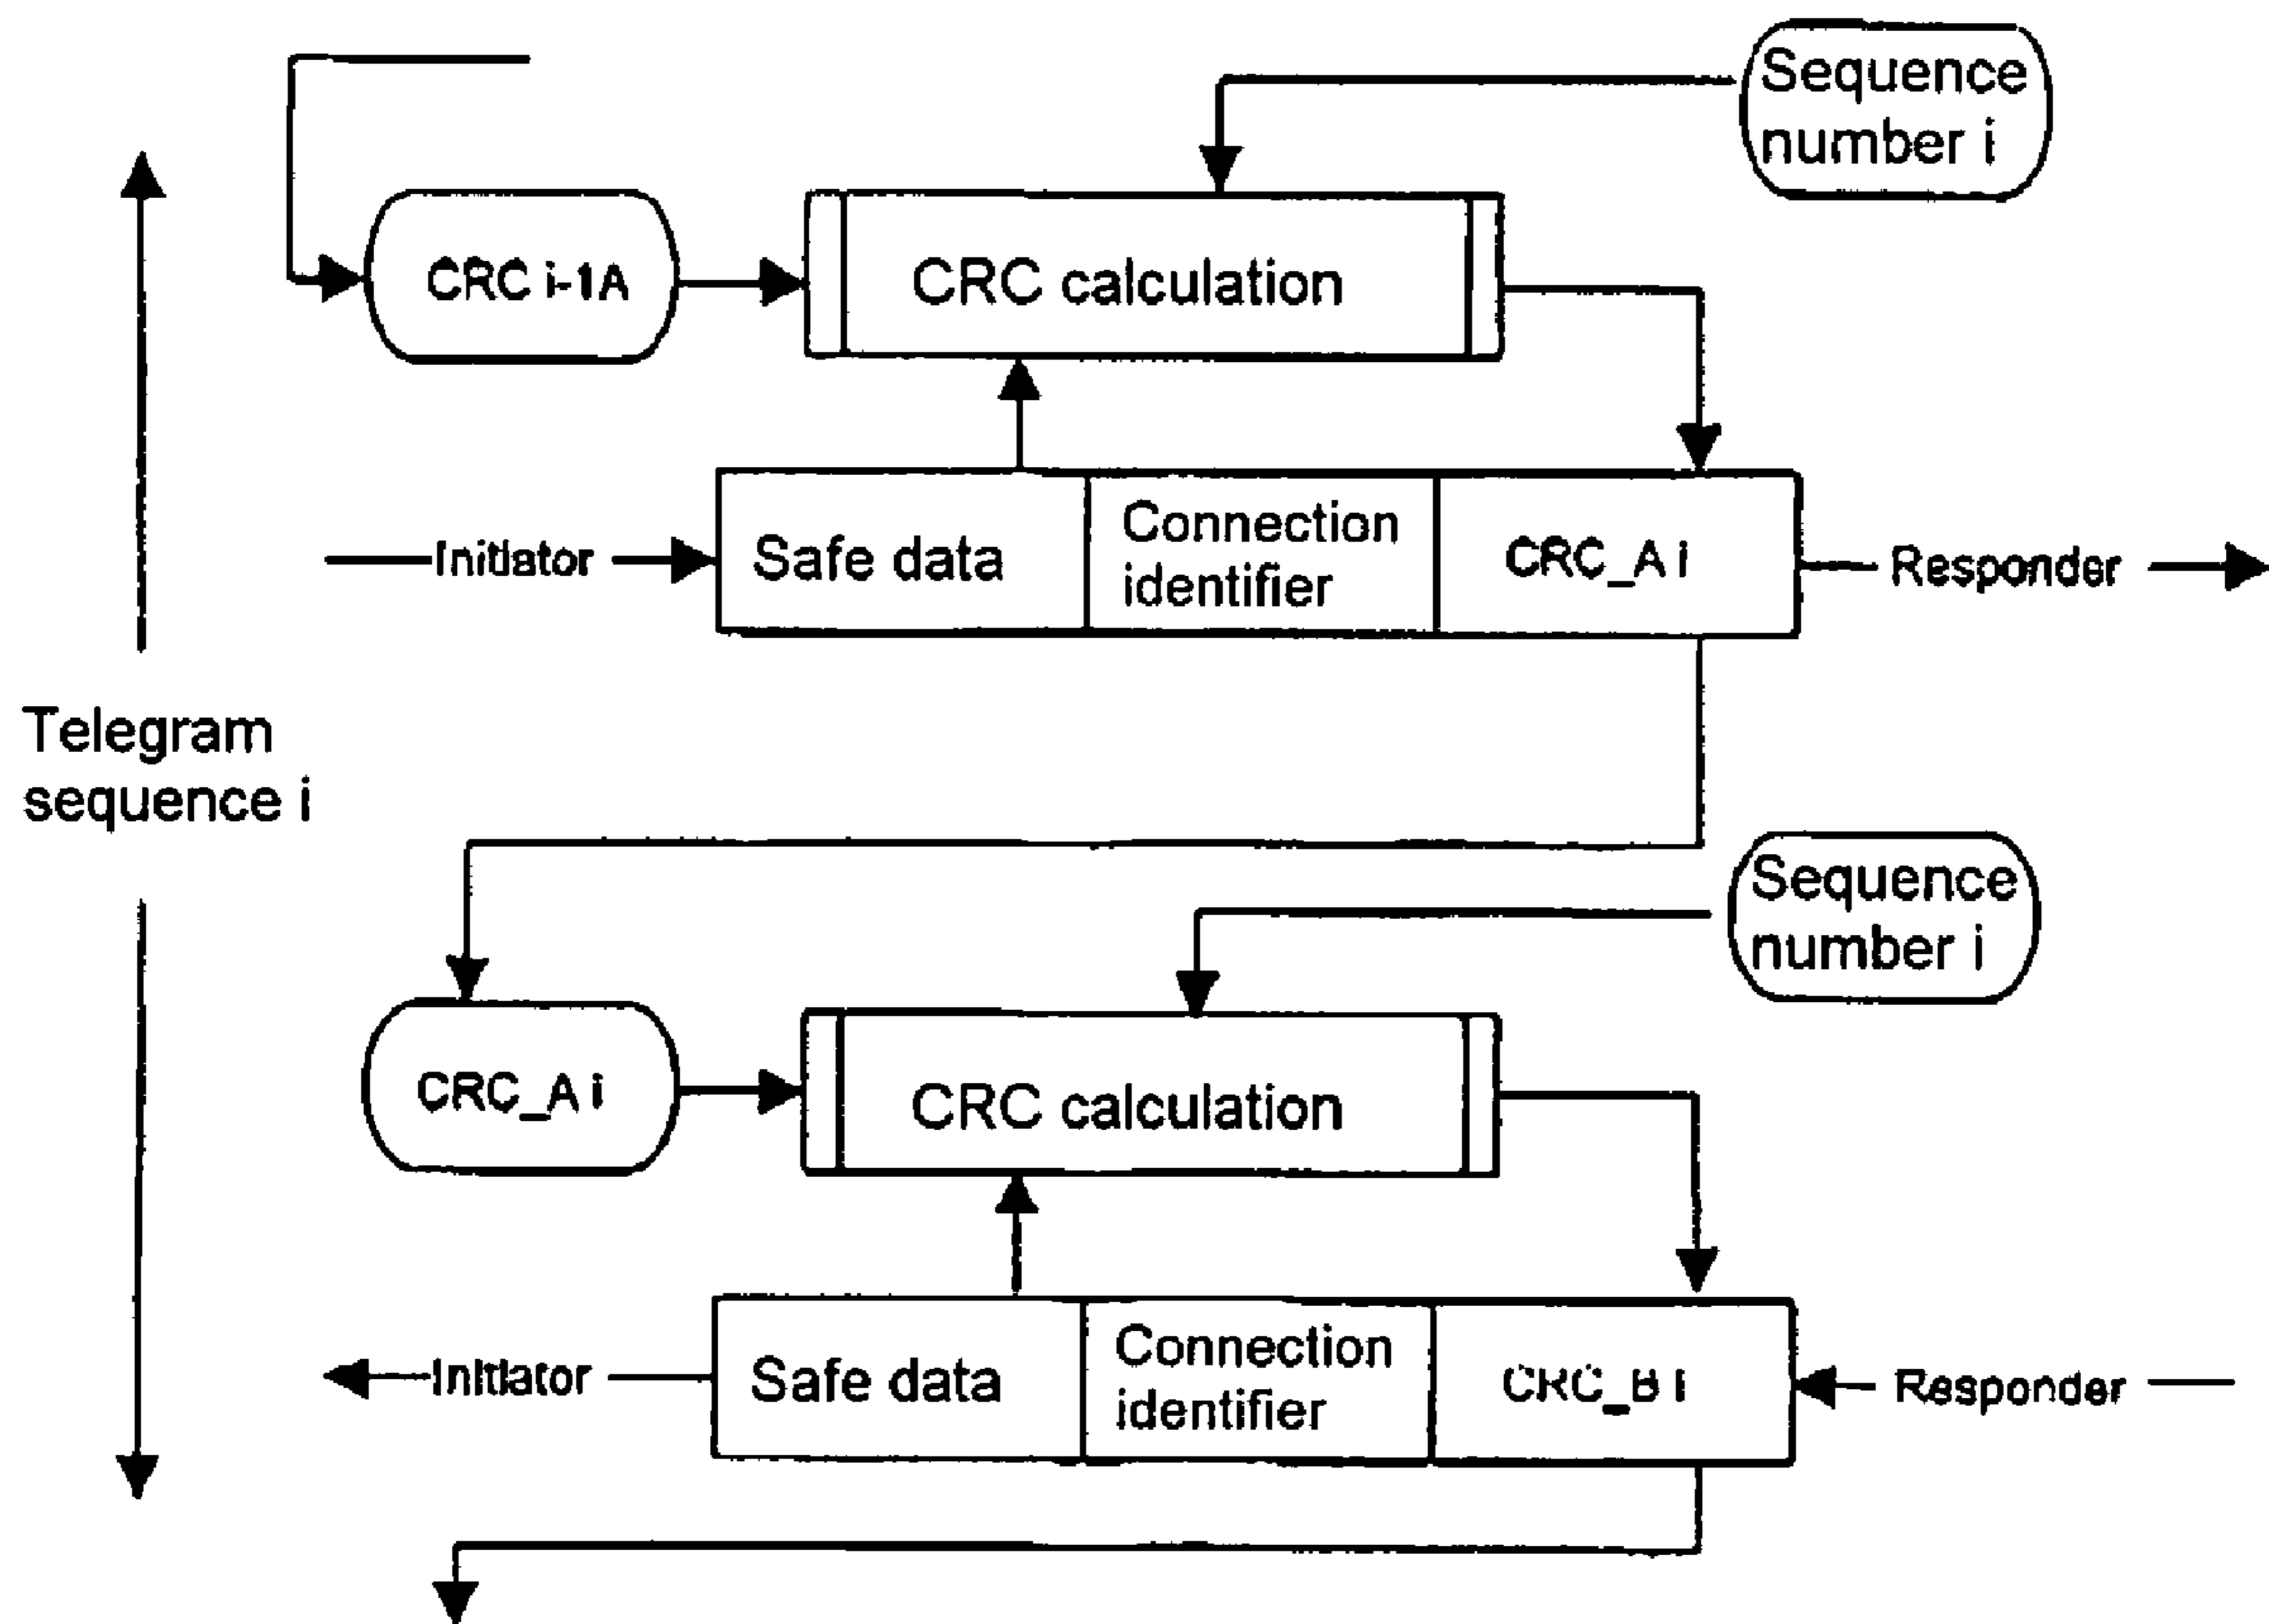 Sequence
number i
CRC i-1A
CRC calculation
Initiator
Safe data
Connection
identifier
CRC_A i
Responder
Telegram
sequence i
Sequence
number i
CRC_A i
CRC calculation
Initiator
Safe data
Connection
identifier
CRC_B i
Responder